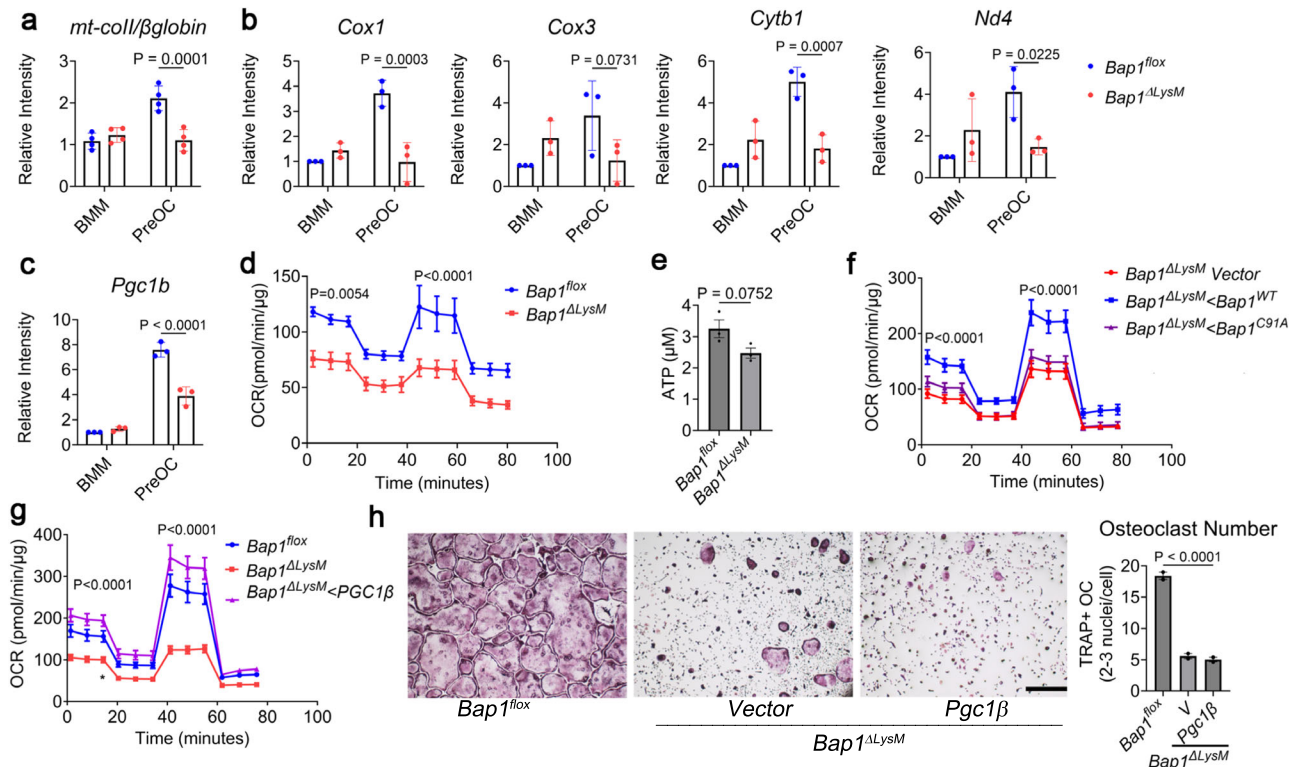 a
mt-coII/βglobin
P = 0.0001
Relative Intensity
3
2
1
0
BMM
PreOC
b
Cox1
P = 0.0003
Relative Intensity
5
4
3
2
1
0
BMM
PreOC
Cox3
P = 0.0731
Relative Intensity
6
4
2
0
BMM
PreOC
Cytb1
P = 0.0007
Relative Intensity
6
4
2
0
BMM
PreOC
Nd4
P = 0.0225
Relative Intensity
6
4
2
0
BMM
PreOC
Bap1flox
Bap1ΔLysM
c
Pgc1b
P < 0.0001
Relative Intensity
10
8
6
4
2
0
BMM
PreOC
d
P=0.0054
P<0.0001
Bap1flox
Bap1ΔLysM
OCR(pmol/min/µg)
150
100
50
0
0 20 40 60 80 100
Time (minutes)
e
P = 0.0752
ATP (µM)
4
3
2
1
0
Bap1flox
Bap1ΔLysM
f
P<0.0001
P<0.0001
Bap1ΔLysM Vector
Bap1ΔLysM<Bap1WT
Bap1ΔLysM<Bap1C91A
OCR (pmol/min/µg)
300
200
100
0
0 20 40 60 80 100
Time (minutes)
g
P<0.0001
P<0.0001
Bap1flox
Bap1ΔLysM
Bap1ΔLysM<PGC1β
OCR (pmol/min/µg)
400
300
200
100
0
*
0 20 40 60 80 100
Time (minutes)
h
Bap1flox
Vector
Pgc1β
Bap1ΔLysM
Osteoclast Number
P < 0.0001
TRAP+ OC
(2-3 nuclei/cell)
20
15
10
5
0
Bap1flox
V
Pgc1β
Bap1ΔLysM